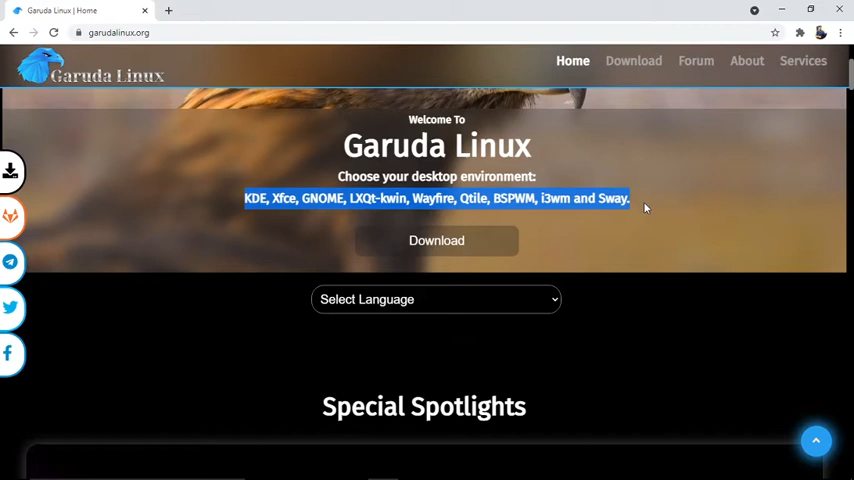 Garuda Linux | Home
garudalinux.org
Garuda Linux
Home Download Forum About Services
Welcome To
Garuda Linux
Choose your desktop environment:
KDE, Xfce, GNOME, LXQt-kwin, Wayfire, Qtile, BSPWM, i3wm and Sway.
Download
Select Language
Special Spotlights